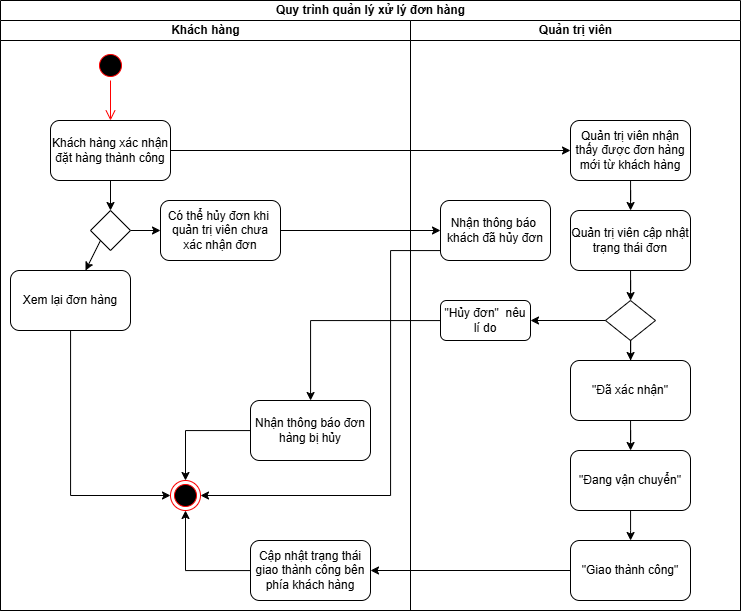 Quy trình quản lý xử lý đơn hàng
Khách hàng
Quản trị viên
Khách hàng xác nhận
đặt hàng thành công
Quản trị viên nhận
thấy được đơn hàng
mới từ khách hàng
Có thể hủy đơn khi
quản trị viên chưa
xác nhận đơn
Nhận thông báo
khách đã hủy đơn
Quản trị viên cập nhật
trạng thái đơn
Xem lại đơn hàng
"Hủy đơn" nêu
lí do
"Đã xác nhận"
Nhận thông báo đơn
hàng bị hủy
"Đang vận chuyển"
Cập nhật trạng thái
giao thành công bên
phía khách hàng
"Giao thành công"